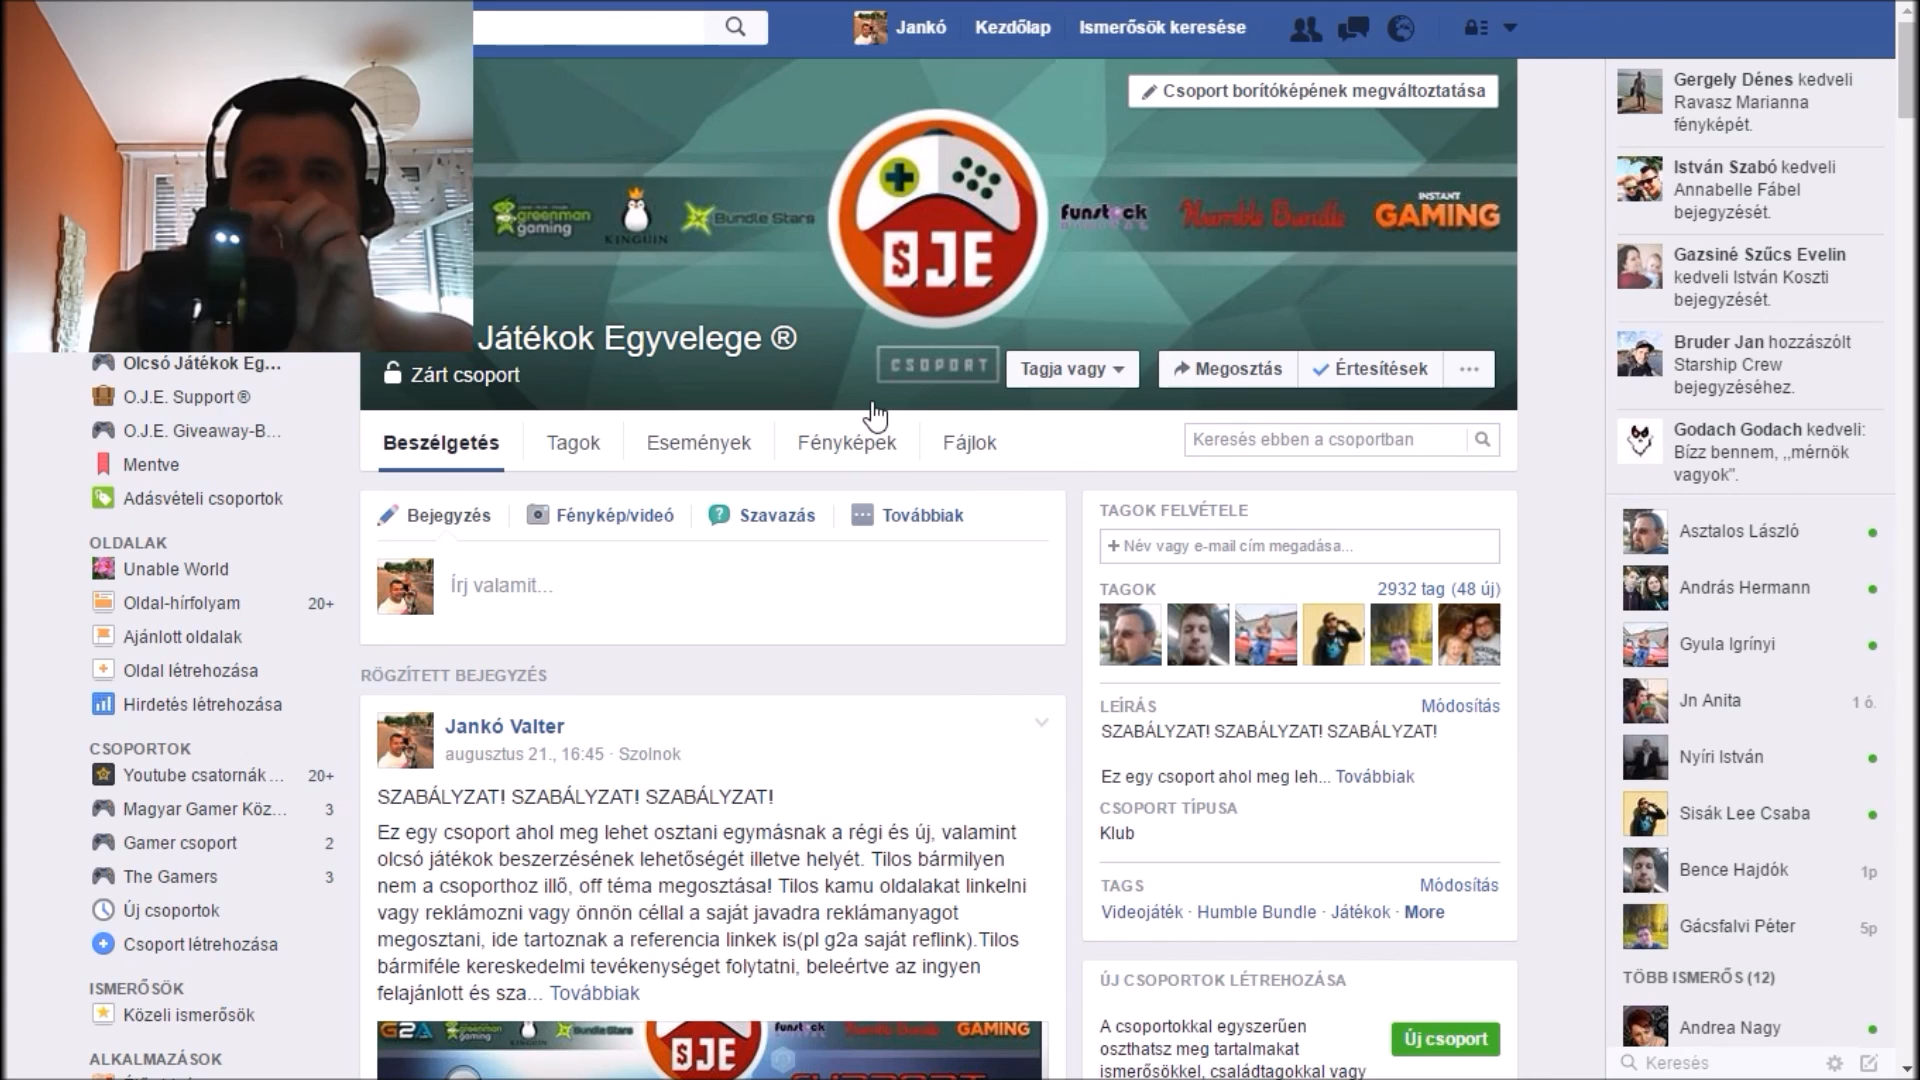 Jankó
Kezdőlap
Ismerősök keresése
Csoport borítóképének megváltoztatása
greenman gaming
KINGUIN
Bundle Stars
$JE
funstock
DIGITAL
Humble Bundle
INSTANT GAMING
Játékok Egyvelege ®
Zárt csoport
CSOPORT
Tagja vagy
Megosztás
Értesítések
Beszélgetés
Tagok
Események
Fényképek
Fájlok
Keresés ebben a csoportban
Olcsó Játékok Eg...
O.J.E. Support ®
O.J.E. Giveaway-B...
Mentve
Adásvételi csoportok
OLDALAK
Unable World
Oldal-hírfolyam 20+
Ajánlott oldalak
Oldal létrehozása
Hirdetés létrehozása
CSOPORTOK
Youtube csatornák ... 20+
Magyar Gamer Köz... 3
Gamer csoport 2
The Gamers 3
Új csoportok
Csoport létrehozása
ISMERŐSÖK
Közeli ismerősök
ALKALMAZÁSOK
Bejegyzés
Fénykép/videó
Szavazás
Továbbiak
Írj valamit...
RÖGZÍTETT BEJEGYZÉS
Jankó Valter
augusztus 21., 16:45 · Szolnok
SZABÁLYZAT! SZABÁLYZAT! SZABÁLYZAT!
Ez egy csoport ahol meg lehet osztani egymásnak a régi és új, valamint
olcsó játékok beszerzésének lehetőségét illetve helyét. Tilos bármilyen
nem a csoporthoz illő, off téma megosztása! Tilos kamu oldalakat linkelni
vagy reklámozni vagy önnön céllal a saját javadra reklámanyagot
megosztani, ide tartoznak a referencia linkek is(pl g2a saját reflink).Tilos
bármiféle kereskedelmi tevékenységet folytatni, beleértve az ingyen
felajánlott és sza... Továbbiak
G2A
greenman gaming
Bundle Stars
$JE
funstock
Humble Bundle
GAMING
TAGOK FELVÉTELE
+ Név vagy e-mail cím megadása...
TAGOK 2932 tag (48 új)
LEÍRÁS Módosítás
SZABÁLYZAT! SZABÁLYZAT! SZABÁLYZAT!
Ez egy csoport ahol meg leh... Továbbiak
CSOPORT TÍPUSA
Klub
TAGS Módosítás
Videojáték · Humble Bundle · Játékok · More
ÚJ CSOPORTOK LÉTREHOZÁSA
A csoportokkal egyszerűen
oszthatsz meg tartalmakat
ismerősökkel, családtagokkal vagy
Új csoport
Gergely Dénes kedveli
Ravasz Marianna
fényképét.
István Szabó kedveli
Annabelle Fábel
bejegyzését.
Gazsiné Szűcs Evelin
kedveli István Koszti
bejegyzését.
Bruder Jan hozzászólt
Starship Crew
bejegyzéséhez.
Godach Godach kedveli:
Bízz bennem, ,,mérnök
vagyok".
Asztalos László
András Hermann
Gyula Igrínyi
Jn Anita 1 ó.
Nyíri István
Sisák Lee Csaba
Bence Hajdók 1p
Gácsfalvi Péter 5p
TÖBB ISMERŐS (12)
Andrea Nagy
Keresés